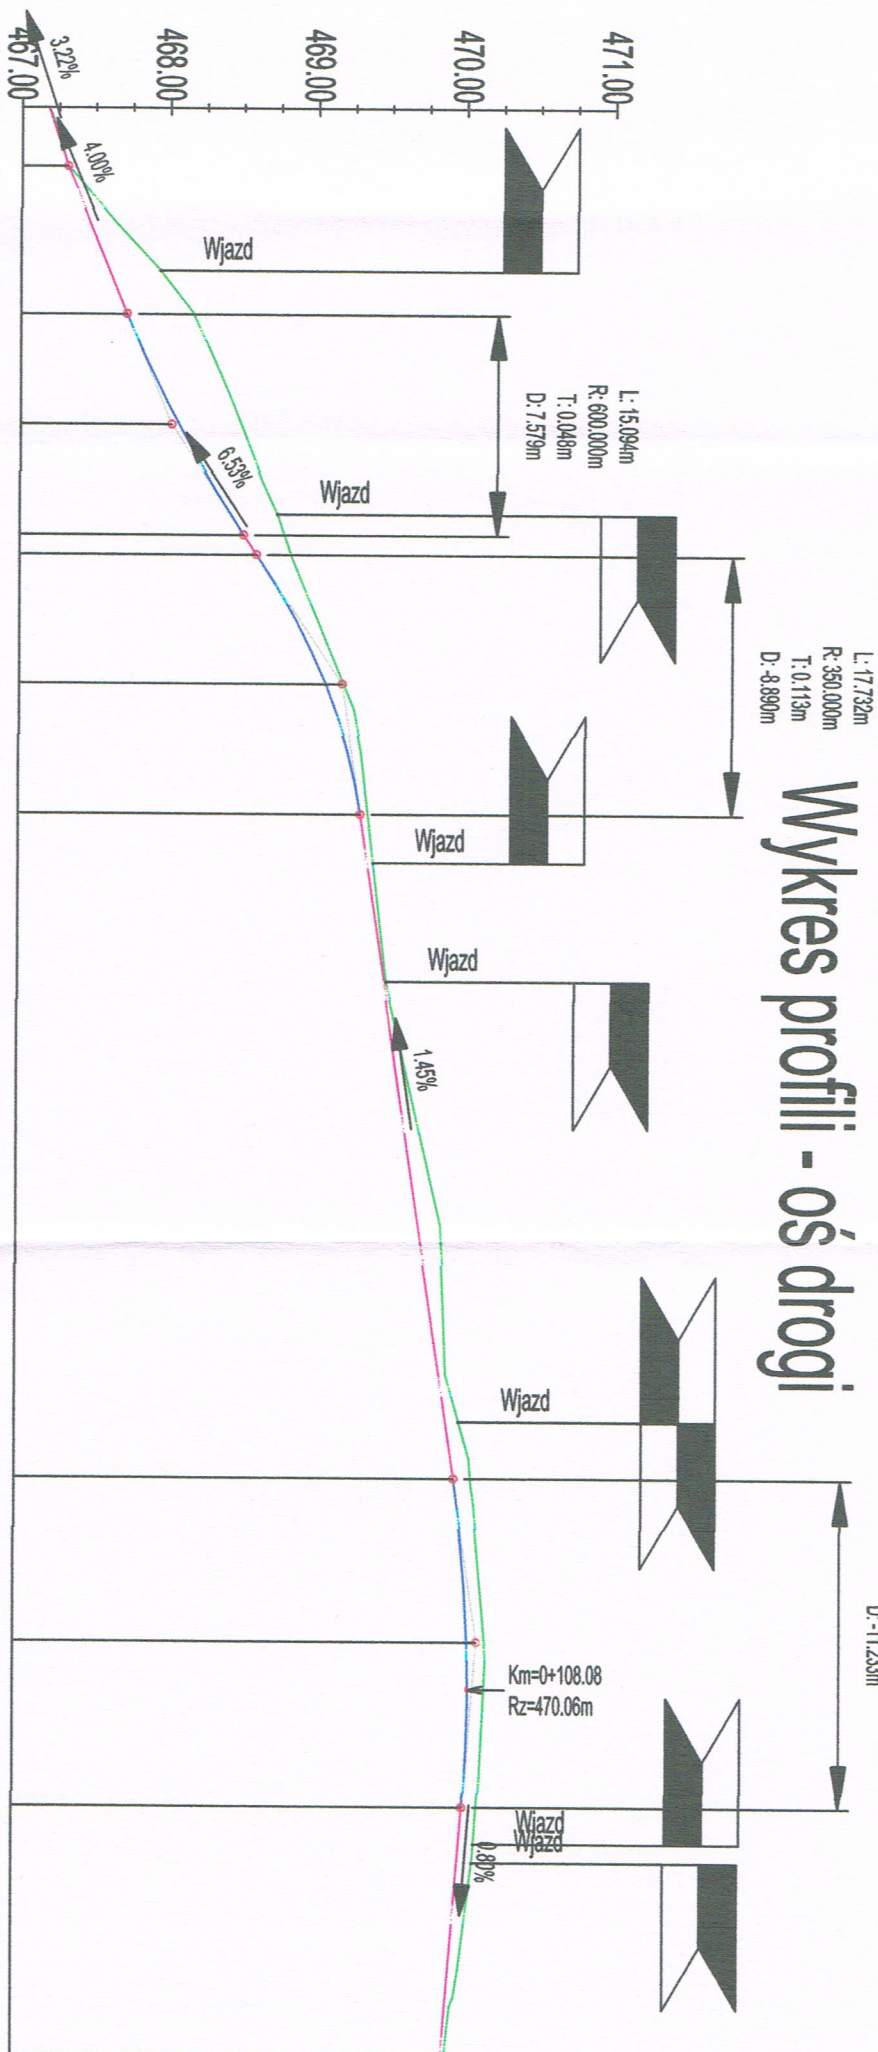 Wykres profili - oś drogi
471.00
470.00
469.00
468.00
467.00
3.22%
4.00%
Wjazd
L: 15.094m
R: 600.000m
T: 0.048m
D: 7.579m
6.53%
Wjazd
L: 17.732m
R: 350.000m
T: 0.113m
D: -8.890m
Wjazd
Wjazd
1.45%
Wjazd
D: -11.233m
Km=0+108.08
Rz=470.06m
Wjazd
Wjazd
0.80%